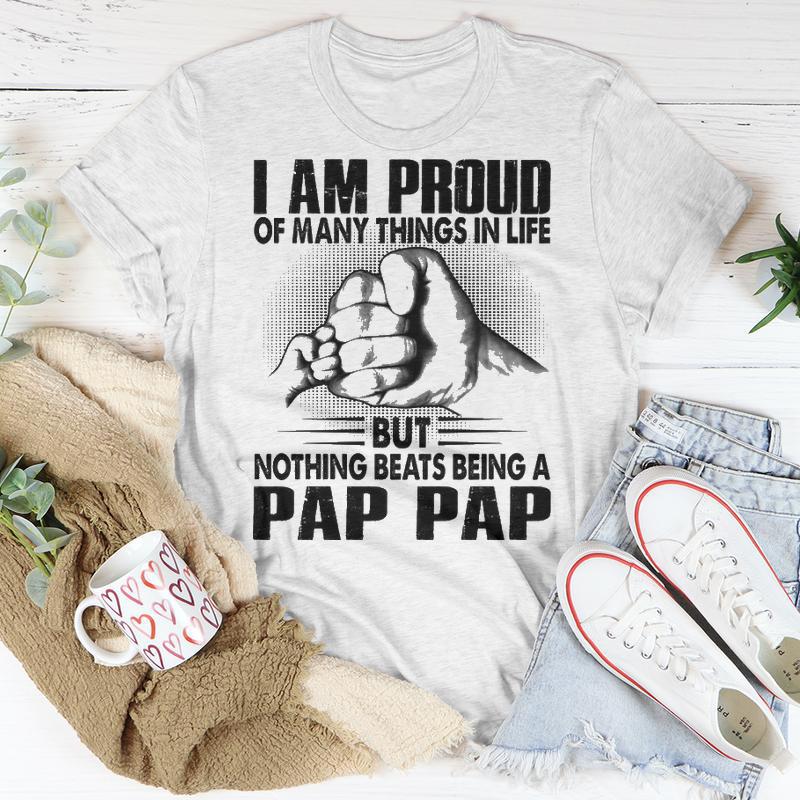 I AM PROUD
OF MANY THINGS IN LIFE
BUT
NOTHING BEATS BEING A
PAP PAP